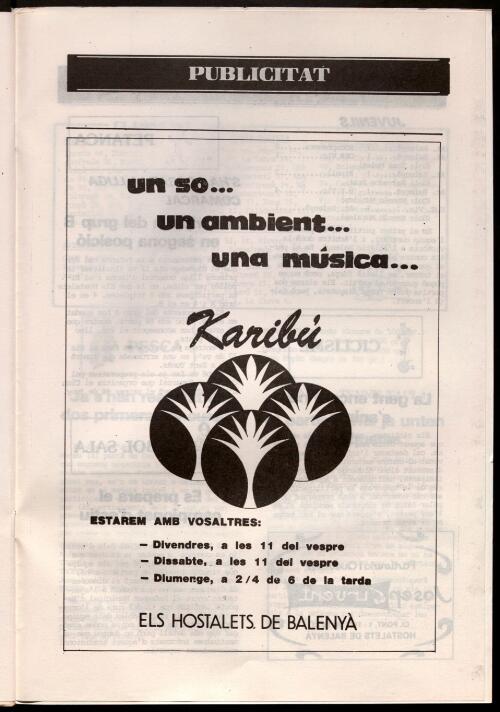 PUBLICITAT
un so...
un ambient...
una música...
Karibú
ESTAREM AMB VOSALTRES:
— Divendres, a les 11 del vespre
— Dissabte, a les 11 del vespre
— Diumenge, a 2/4 de 6 de la tarda
ELS HOSTALETS DE BALENYÀ